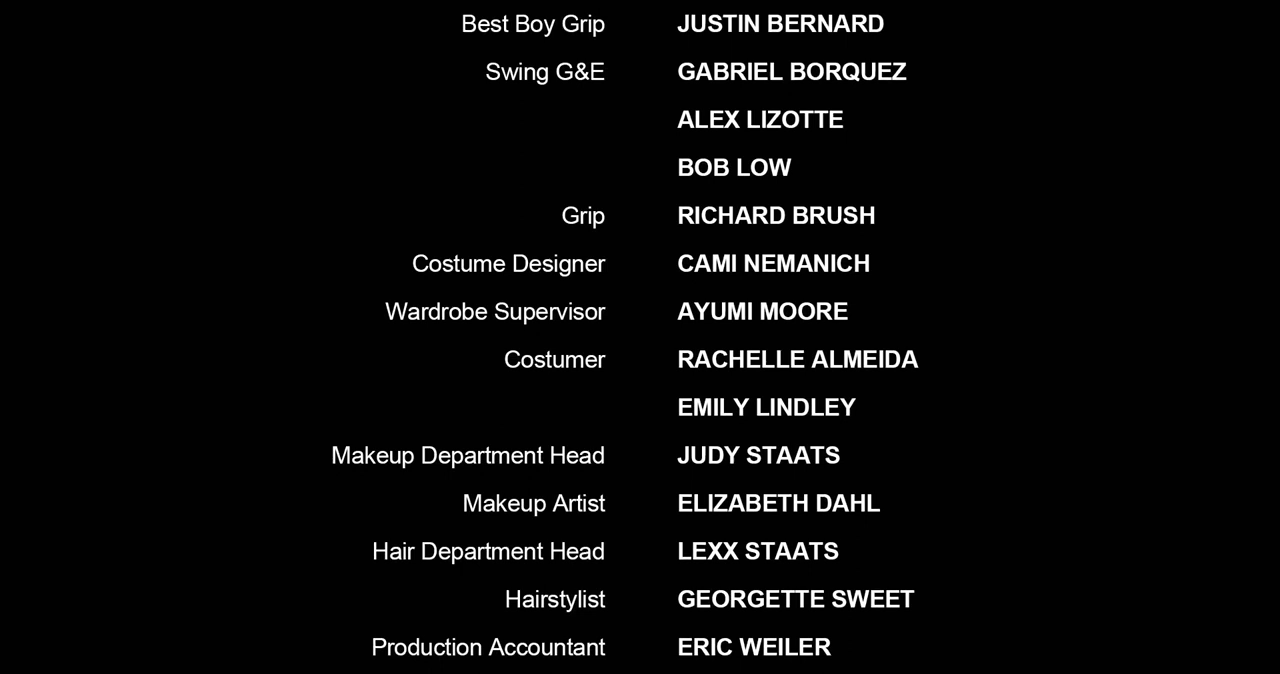 Best Boy Grip JUSTIN BERNARD
Swing G&E GABRIEL BORQUEZ
ALEX LIZOTTE
BOB LOW
Grip RICHARD BRUSH
Costume Designer CAMI NEMANICH
Wardrobe Supervisor AYUMI MOORE
Costumer RACHELLE ALMEIDA
EMILY LINDLEY
Makeup Department Head JUDY STAATS
Makeup Artist ELIZABETH DAHL
Hair Department Head LEXX STAATS
Hairstylist GEORGETTE SWEET
Production Accountant ERIC WEILER